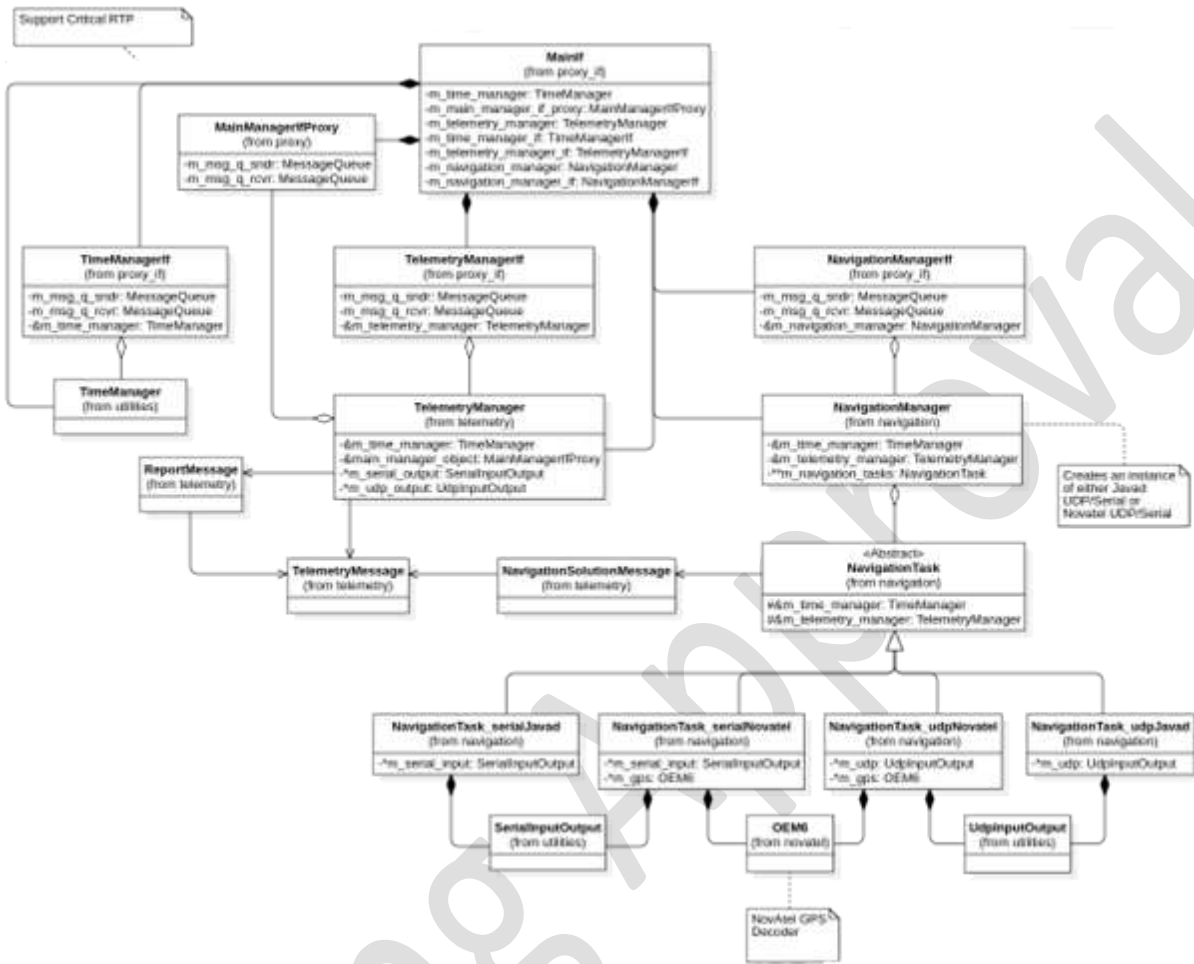 Support Critical RTP
MainIf
(from proxy_if)
-m_time_manager: TimeManager
-m_main_manager_if_proxy: MainManagerIfProxy
-m_telemetry_manager: TelemetryManager
-m_time_manager_if: TimeManagerIf
-m_telemetry_manager_if: TelemetryManagerIf
-m_navigation_manager: NavigationManager
-m_navigation_manager_if: NavigationManagerIf
MainManagerIfProxy
(from proxy)
-m_msg_q_sndr: MessageQueue
-m_msg_q_rcvr: MessageQueue
TimeManagerIf
(from proxy_if)
-m_msg_q_sndr: MessageQueue
-m_msg_q_rcvr: MessageQueue
-&m_time_manager: TimeManager
TelemetryManagerIf
(from proxy_if)
-m_msg_q_sndr: MessageQueue
-m_msg_q_rcvr: MessageQueue
-&m_telemetry_manager: TelemetryManager
NavigationManagerIf
(from proxy_if)
-m_msg_q_sndr: MessageQueue
-m_msg_q_rcvr: MessageQueue
-&m_navigation_manager: NavigationManager
TimeManager
(from utilities)
TelemetryManager
(from telemetry)
-&m_time_manager: TimeManager
-&main_manager_object: MainManagerIfProxy
-*m_serial_output: SerialInputOutput
-*m_udp_output: UdpInputOutput
NavigationManager
(from navigation)
-&m_time_manager: TimeManager
-&m_telemetry_manager: TelemetryManager
-**m_navigation_tasks: NavigationTask
ReportMessage
(from telemetry)
Creates an instance
of either Javad
UDP/Serial or
Novatel UDP/Serial
TelemetryMessage
(from telemetry)
NavigationSolutionMessage
(from telemetry)
«Abstract»
NavigationTask
(from navigation)
#&m_time_manager: TimeManager
#&m_telemetry_manager: TelemetryManager
NavigationTask_serialJavad
(from navigation)
-*m_serial_input: SerialInputOutput
NavigationTask_serialNovatel
(from navigation)
-*m_serial_input: SerialInputOutput
-*m_gps: OEM6
NavigationTask_udpNovatel
(from navigation)
-*m_udp: UdpInputOutput
-*m_gps: OEM6
NavigationTask_udpJavad
(from navigation)
-*m_udp: UdpInputOutput
SerialInputOutput
(from utilities)
OEM6
(from novatel)
UdpInputOutput
(from utilities)
NovAtel GPS
Decoder
ng Approval